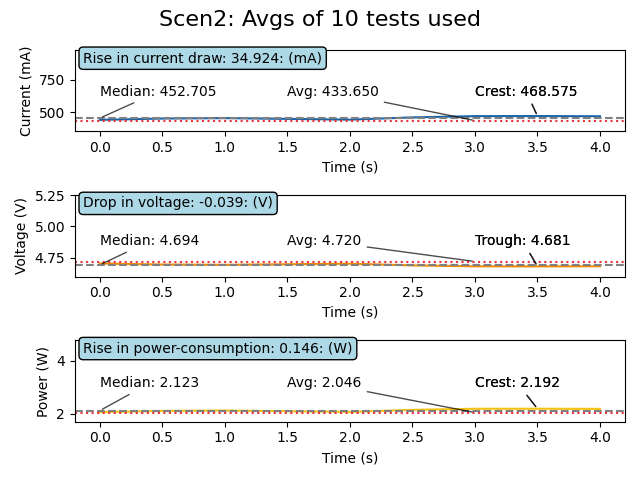 Scen2: Avgs of 10 tests used
Rise in current draw: 34.924: (mA)
Current (mA)
750
500
Median: 452.705
Avg: 433.650
Crest: 468.575
0.0 0.5 1.0 1.5 2.0 2.5 3.0 3.5 4.0
Time (s)
Drop in voltage: -0.039: (V)
Voltage (V)
5.25
5.00
4.75
Median: 4.694
Avg: 4.720
Trough: 4.681
0.0 0.5 1.0 1.5 2.0 2.5 3.0 3.5 4.0
Time (s)
Rise in power-consumption: 0.146: (W)
Power (W)
4
2
Median: 2.123
Avg: 2.046
Crest: 2.192
0.0 0.5 1.0 1.5 2.0 2.5 3.0 3.5 4.0
Time (s)